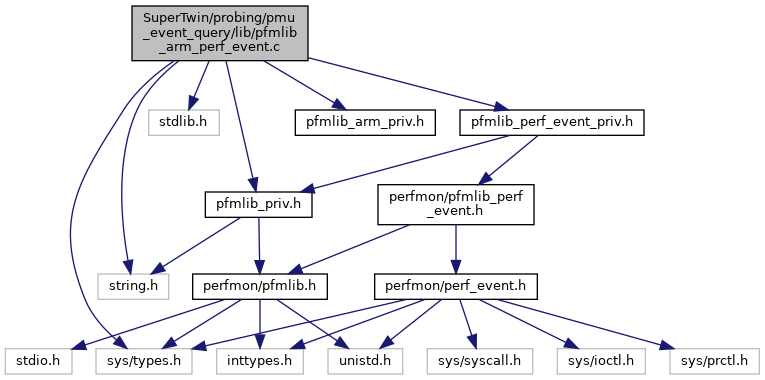 SuperTwin/probing/pmu
_event_query/lib/pfmlib
_arm_perf_event.c
stdlib.h
pfmlib_arm_priv.h
pfmlib_perf_event_priv.h
pfmlib_priv.h
perfmon/pfmlib_perf
_event.h
string.h
perfmon/pfmlib.h
perfmon/perf_event.h
stdio.h
sys/types.h
inttypes.h
unistd.h
sys/syscall.h
sys/ioctl.h
sys/prctl.h